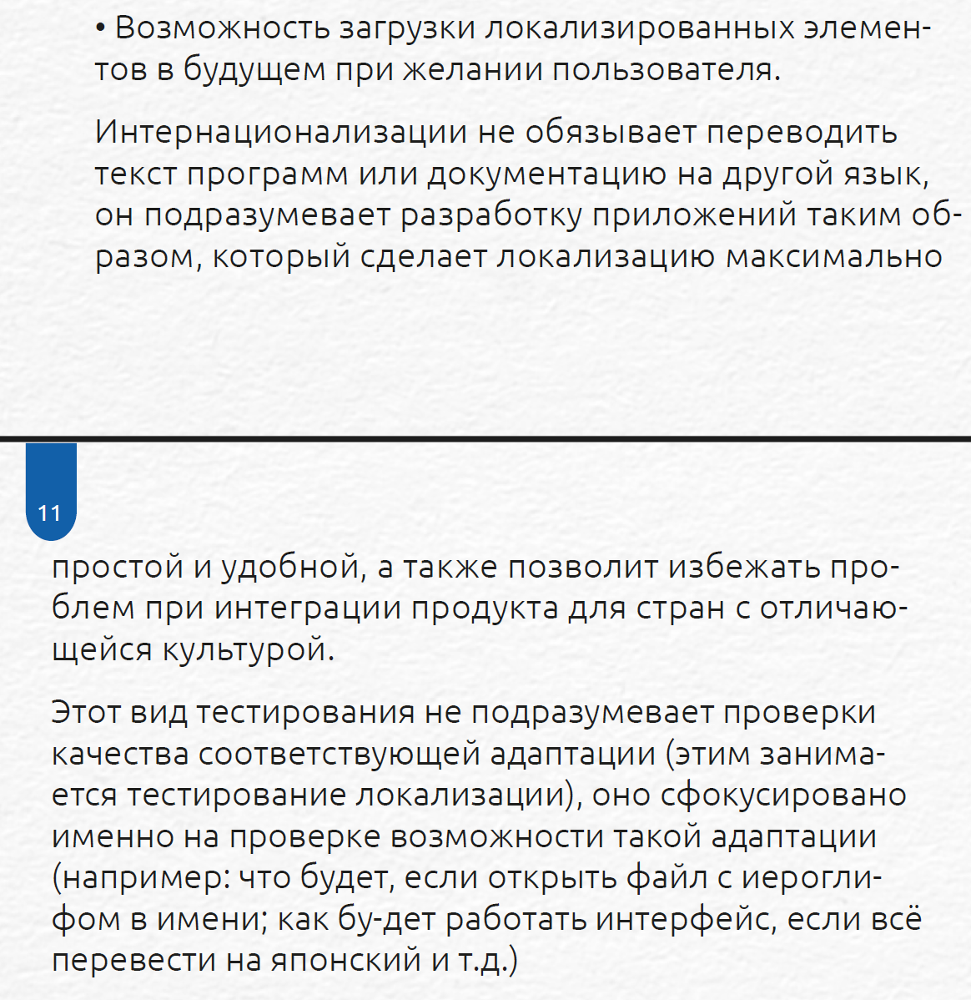 • Возможность загрузки локализированных элемен-
тов в будущем при желании пользователя.
Интернационализации не обязывает переводить
текст программ или документацию на другой язык,
он подразумевает разработку приложений таким об-
разом, который сделает локализацию максимально
11
простой и удобной, а также позволит избежать про-
блем при интеграции продукта для стран с отличаю-
щейся культурой.
Этот вид тестирования не подразумевает проверки
качества соответствующей адаптации (этим занима-
ется тестирование локализации), оно сфокусировано
именно на проверке возможности такой адаптации
(например: что будет, если открыть файл с иерогли-
фом в имени; как бу-дет работать интерфейс, если всё
перевести на японский и т.д.)